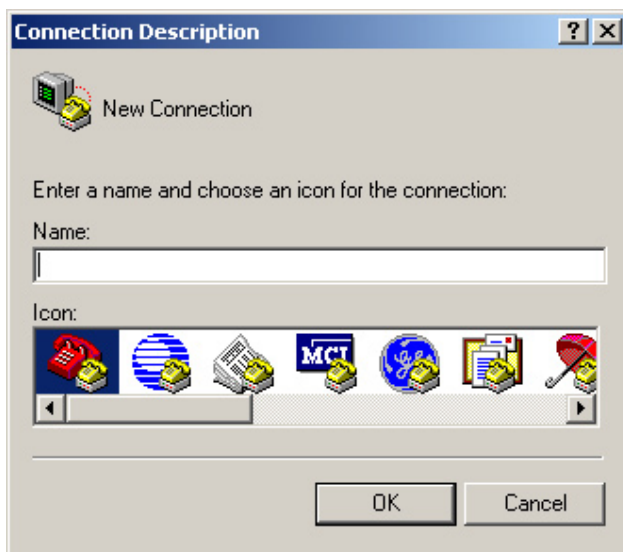 Connection Description
New Connection
Enter a name and choose an icon for the connection:
Name:
Icon:
MCI
OK Cancel